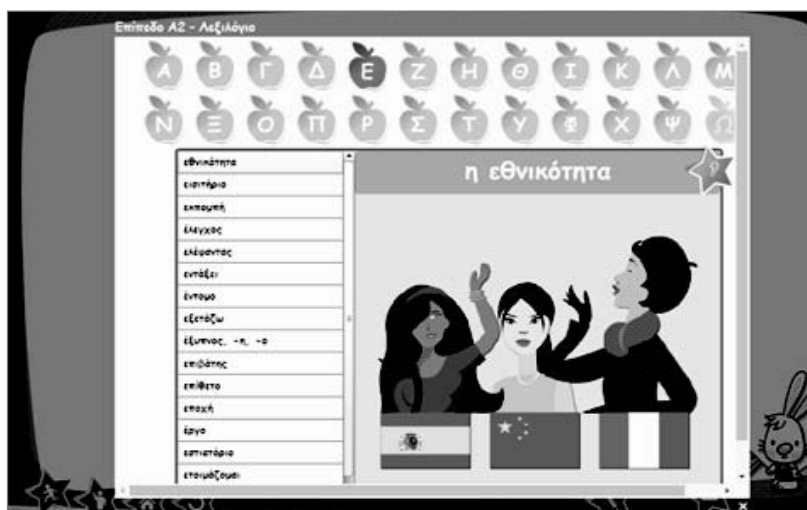 Επίπεδο Α2 - Λεξιλόγιο
Α Β Γ Δ Ε Ζ Η Θ Ι Κ Λ Μ
Ν Ξ Ο Π Ρ Σ Τ Υ Φ Χ Ψ Ω
εθνικότητα
η εθνικότητα
εισιτήριο
εκπομπή
έλεγχος
ελέφαντας
εντάξει
έντομο
εξετάζω
έξυπνος, -η, -ο
επιβάτης
επίθετο
εποχή
έργο
εστιατόριο
ετοιμάζομαι